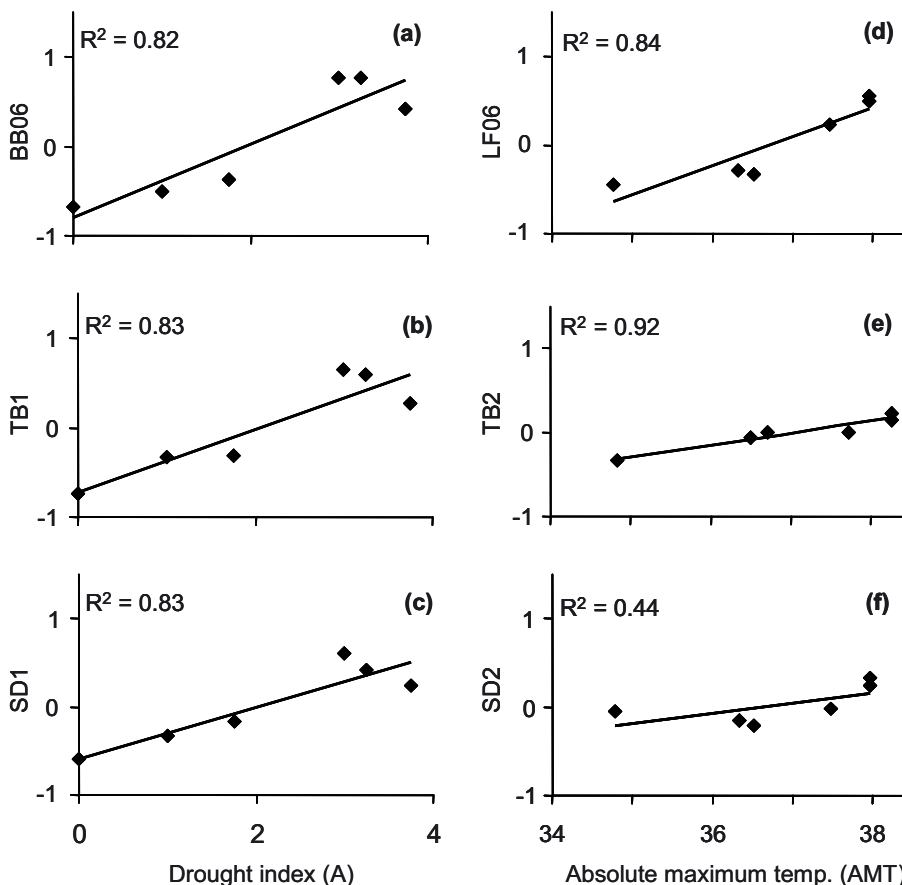 R² = 0.82
(a)
1
0
-1
BB06
R² = 0.84
(d)
1
0
-1
LF06
R² = 0.83
(b)
1
0
-1
TB1
R² = 0.92
(e)
1
0
-1
TB2
R² = 0.83
(c)
1
0
-1
SD1
0
2
4
Drought index (A)
R² = 0.44
(f)
1
0
-1
SD2
34
36
38
Absolute maximum temp. (AMT)